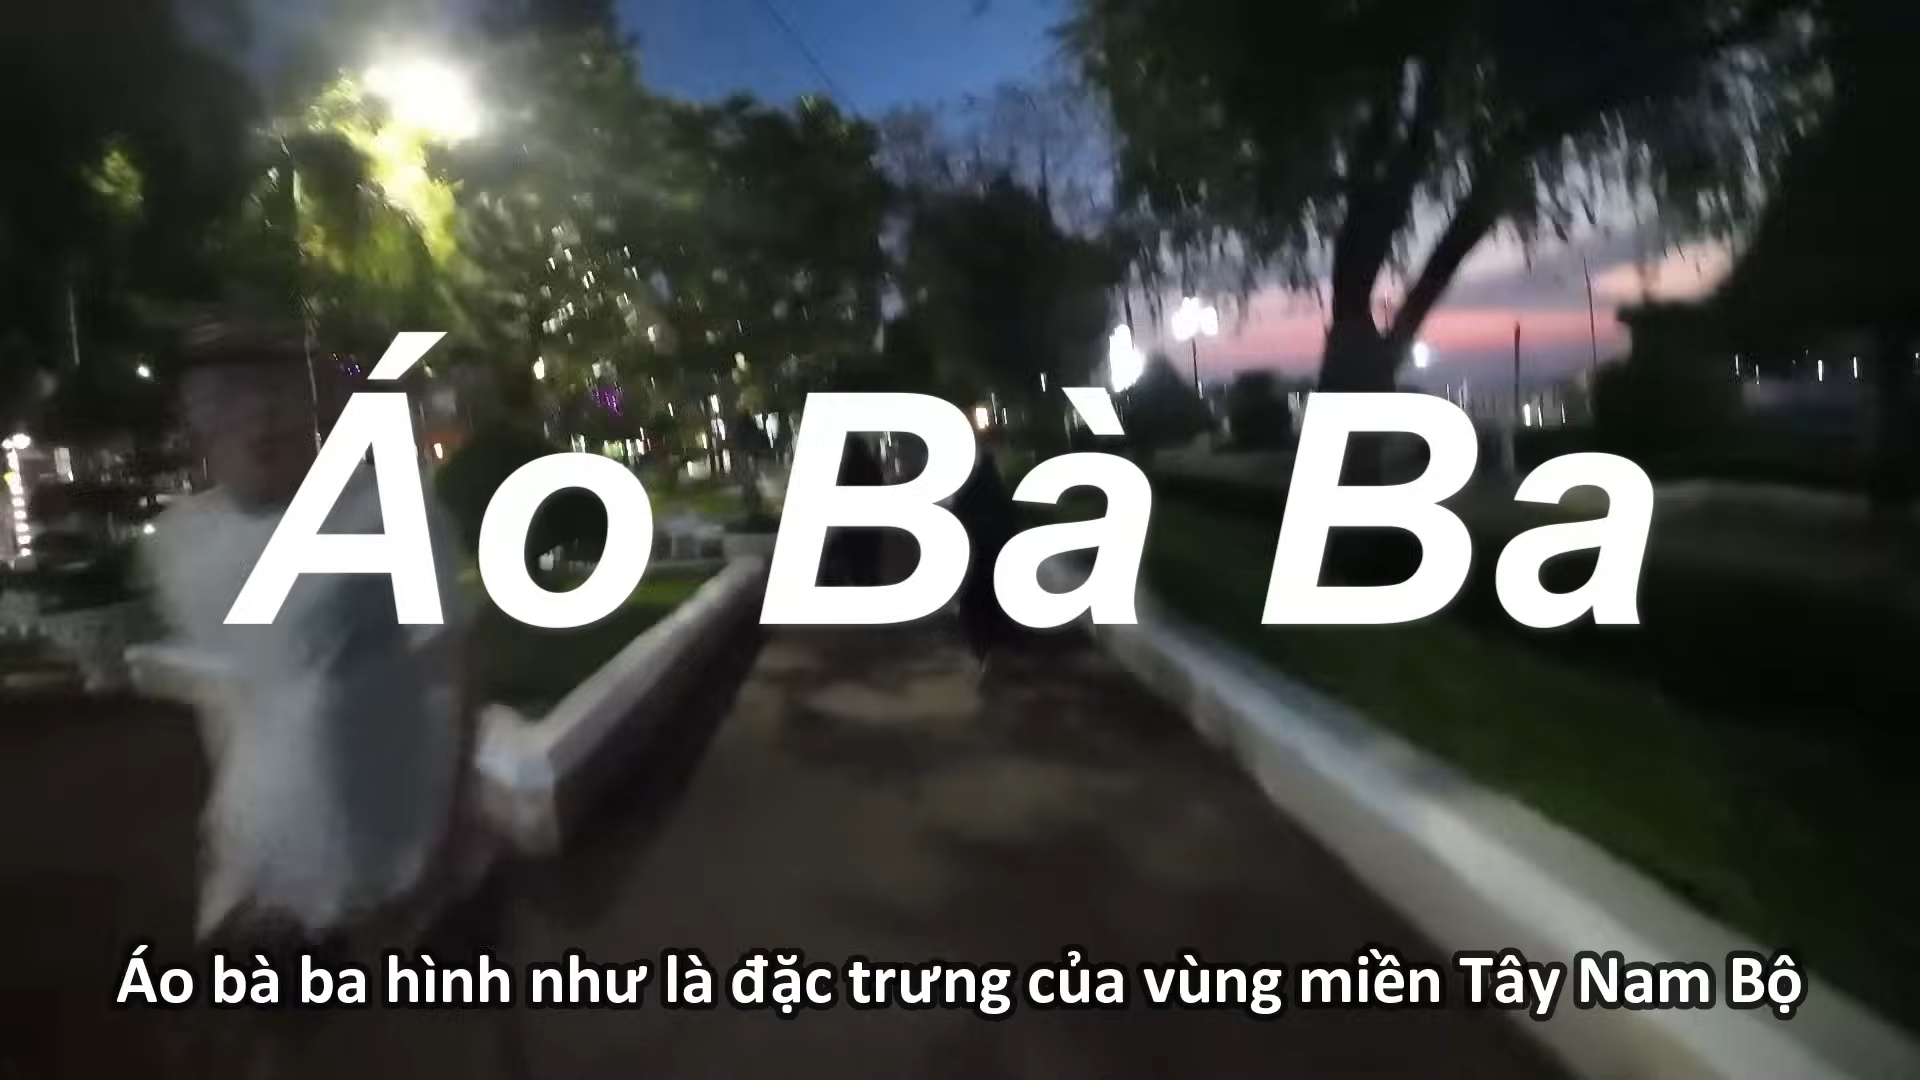 Áo Bà Ba
Áo bà ba hình như là đặc trưng của vùng miền Tây Nam Bộ